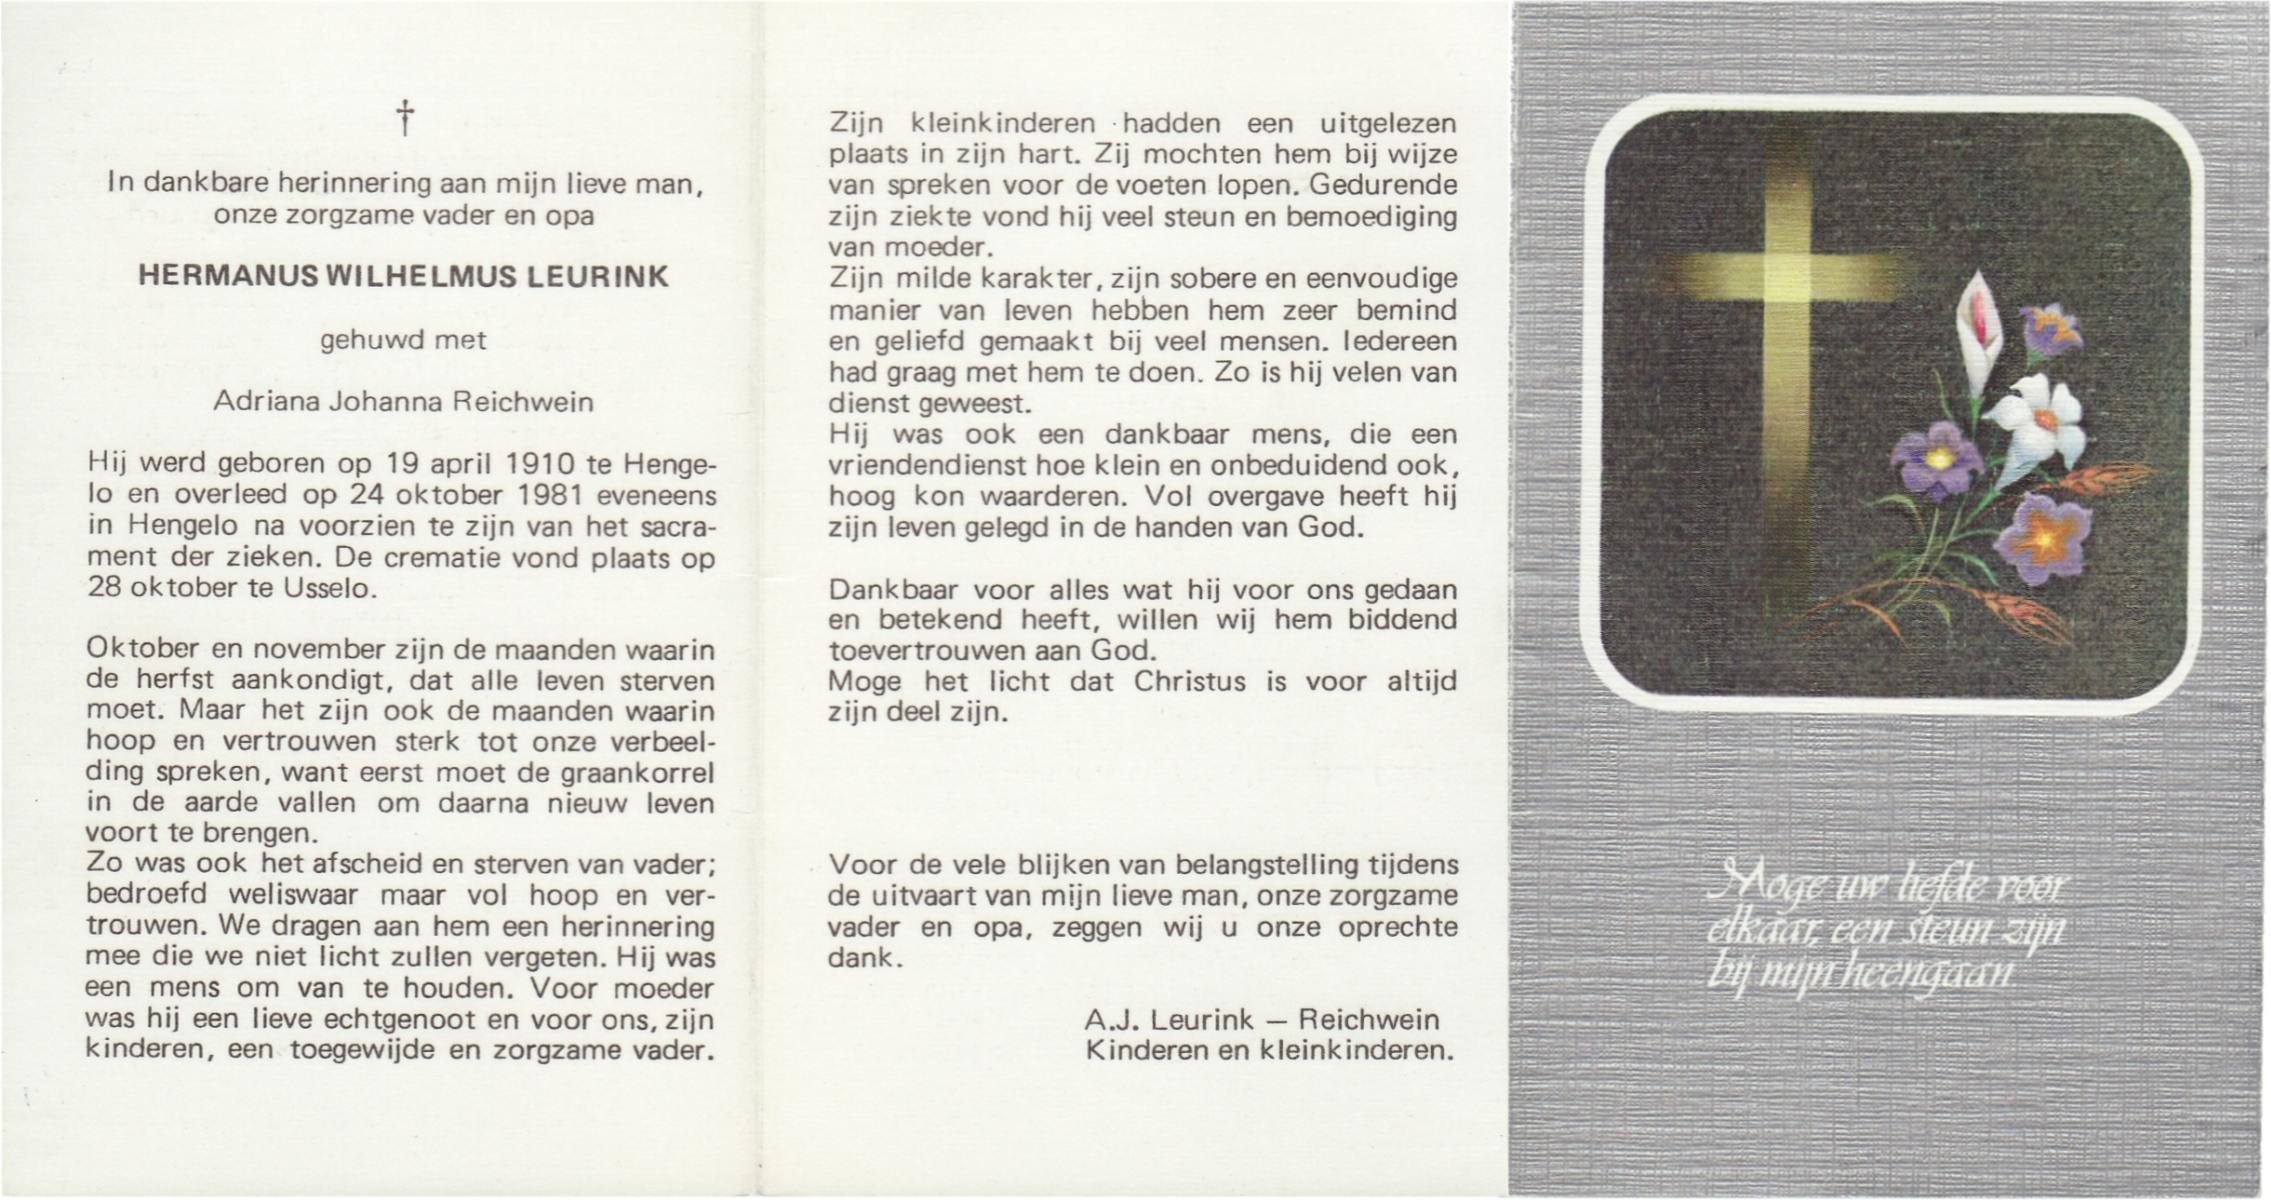 †
In dankbare herinnering aan mijn lieve man,
onze zorgzame vader en opa
HERMANUS WILHELMUS LEURINK
gehuwd met
Adriana Johanna Reichwein
Hij werd geboren op 19 april 1910 te Henge-
lo en overleed op 24 oktober 1981 eveneens
in Hengelo na voorzien te zijn van het sacra-
ment der zieken. De crematie vond plaats op
28 oktober te Usselo.
Oktober en november zijn de maanden waarin
de herfst aankondigt, dat alle leven sterven
moet. Maar het zijn ook de maanden waarin
hoop en vertrouwen sterk tot onze verbeel-
ding spreken, want eerst moet de graankorrel
in de aarde vallen om daarna nieuw leven
voort te brengen.
Zo was ook het afscheid en sterven van vader;
bedroefd weliswaar maar vol hoop en ver-
trouwen. We dragen aan hem een herinnering
mee die we niet licht zullen vergeten. Hij was
een mens om van te houden. Voor moeder
was hij een lieve echtgenoot en voor ons, zijn
kinderen, een toegewijde en zorgzame vader.
Zijn kleinkinderen hadden een uitgelezen
plaats in zijn hart. Zij mochten hem bij wijze
van spreken voor de voeten lopen. Gedurende
zijn ziekte vond hij veel steun en bemoediging
van moeder.
Zijn milde karakter, zijn sobere en eenvoudige
manier van leven hebben hem zeer bemind
en geliefd gemaakt bij veel mensen. Iedereen
had graag met hem te doen. Zo is hij velen van
dienst geweest.
Hij was ook een dankbaar mens, die een
vriendendienst hoe klein en onbeduidend ook,
hoog kon waarderen. Vol overgave heeft hij
zijn leven gelegd in de handen van God.
Dankbaar voor alles wat hij voor ons gedaan
en betekend heeft, willen wij hem biddend
toevertrouwen aan God.
Moge het licht dat Christus is voor altijd
zijn deel zijn.
Voor de vele blijken van belangstelling tijdens
de uitvaart van mijn lieve man, onze zorgzame
vader en opa, zeggen wij u onze oprechte
dank.
A.J. Leurink – Reichwein
Kinderen en kleinkinderen.
Moge uw liefde voor
elkaar, een steun zijn
bij mijn heengaan.